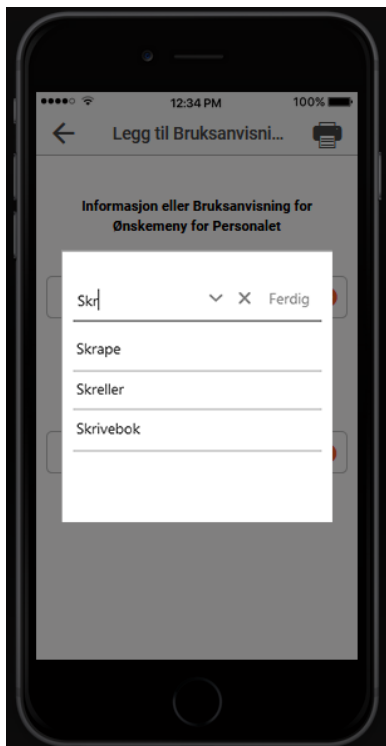 12:34 PM
100%
Legg til Bruksanvisni...
Informasjon eller Bruksanvisning for
Ønskemeny for Personalet
Skr
Ferdig
Skrape
Skreller
Skrivebok